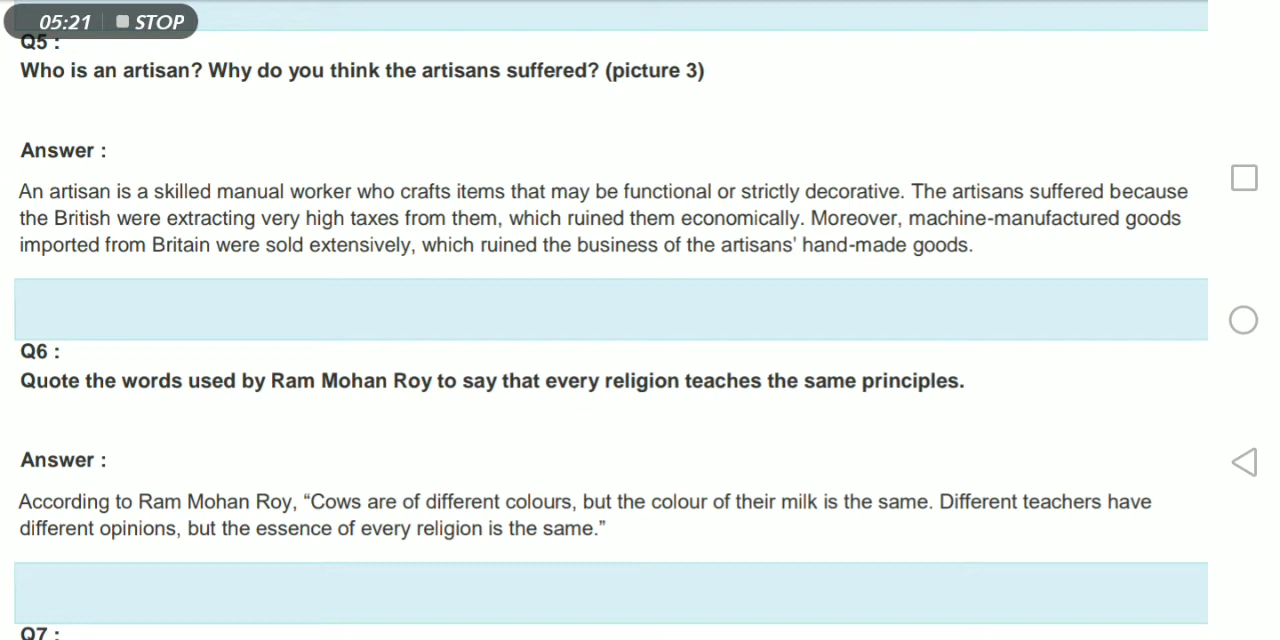 05:21 STOP
Q5 :
Who is an artisan? Why do you think the artisans suffered? (picture 3)
Answer :
An artisan is a skilled manual worker who crafts items that may be functional or strictly decorative. The artisans suffered because
the British were extracting very high taxes from them, which ruined them economically. Moreover, machine-manufactured goods
imported from Britain were sold extensively, which ruined the business of the artisans' hand-made goods.
Q6 :
Quote the words used by Ram Mohan Roy to say that every religion teaches the same principles.
Answer :
According to Ram Mohan Roy, “Cows are of different colours, but the colour of their milk is the same. Different teachers have
different opinions, but the essence of every religion is the same.”
Q7 :